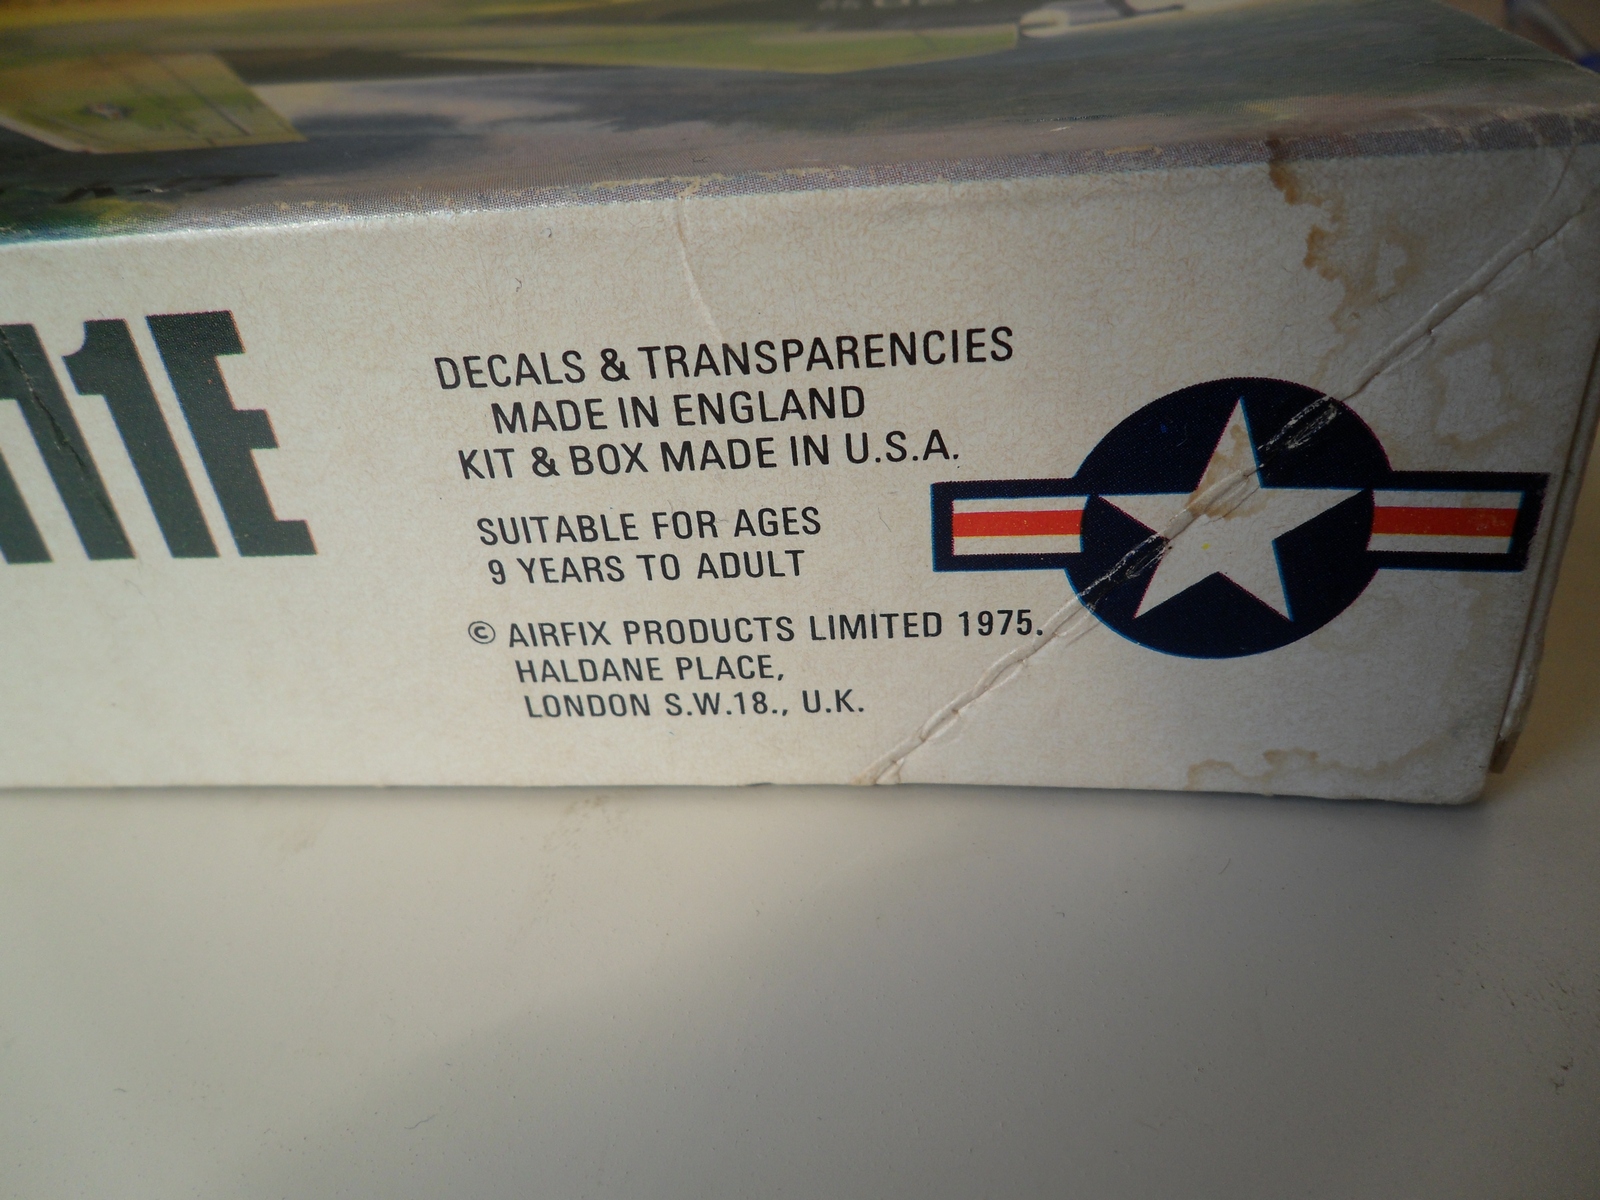 11E
DECALS & TRANSPARENCIES
MADE IN ENGLAND
KIT & BOX MADE IN U.S.A.
SUITABLE FOR AGES
9 YEARS TO ADULT
© AIRFIX PRODUCTS LIMITED 1975.
HALDANE PLACE,
LONDON S.W.18., U.K.